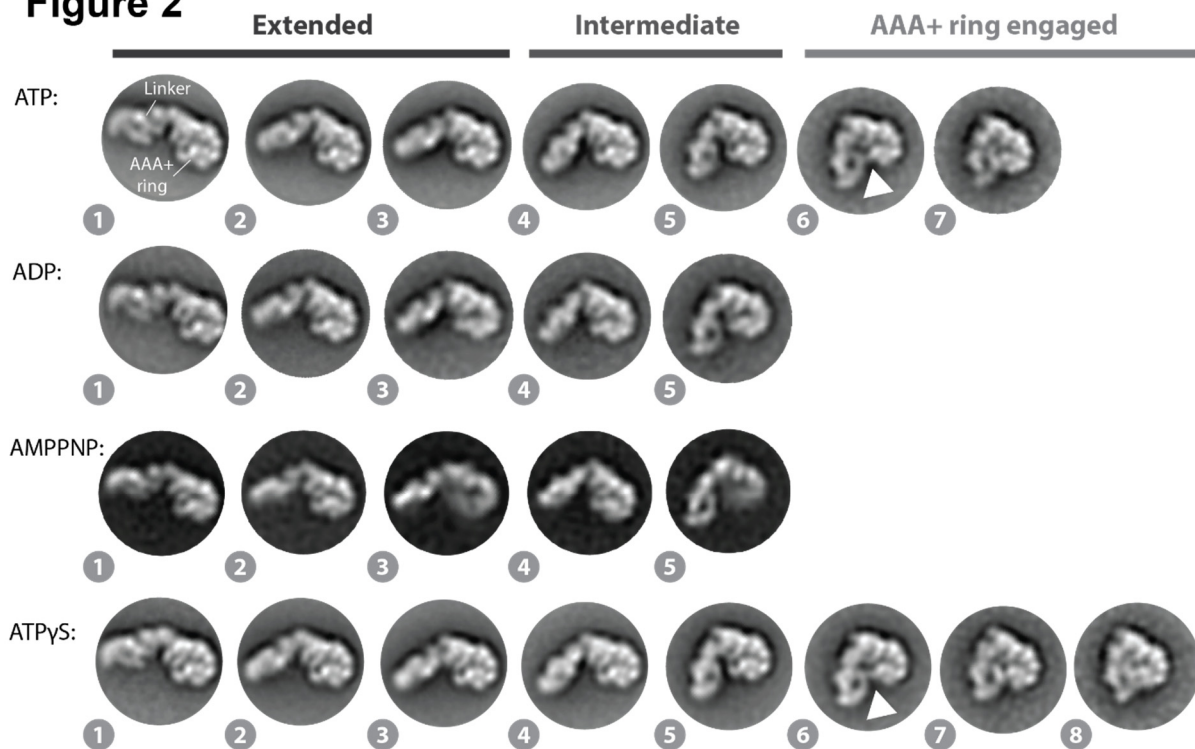 Figure 2
Extended Intermediate AAA+ ring engaged
ATP:
Linker
AAA+
ring
1 2 3 4 5 6 7
ADP:
1 2 3 4 5
AMPPNP:
1 2 3 4 5
ATPγS:
1 2 3 4 5 6 7 8